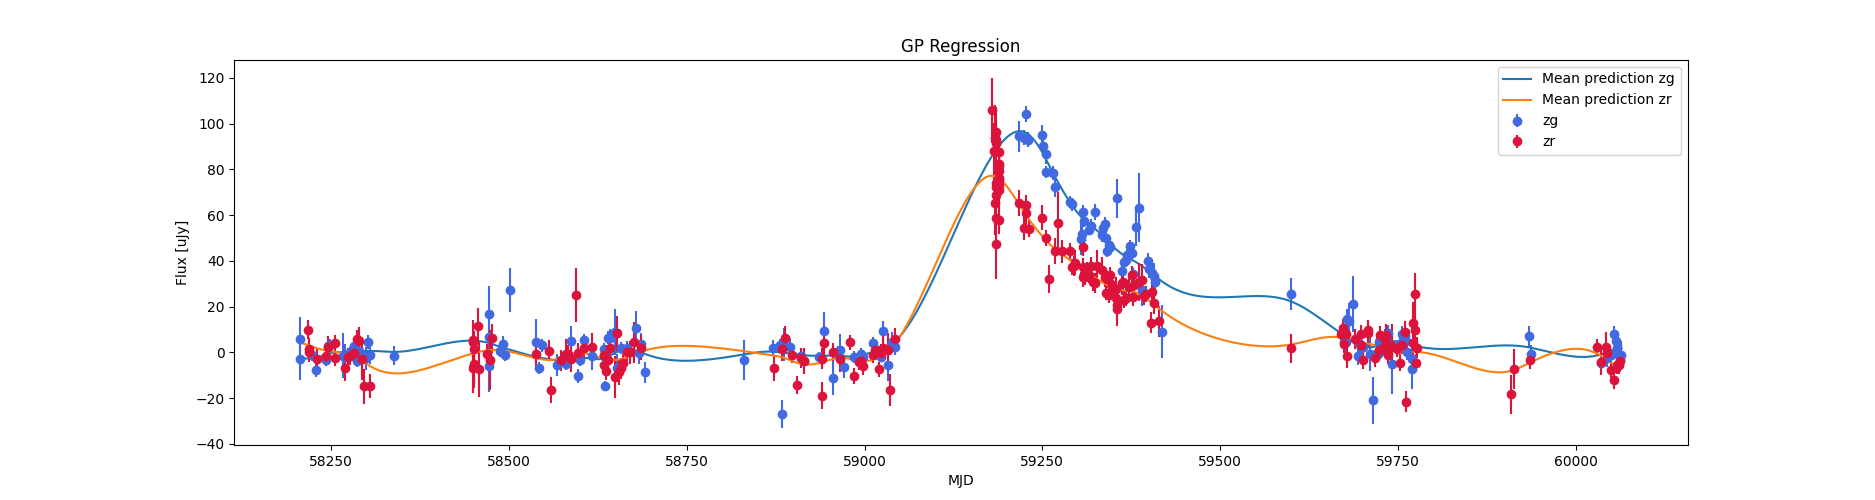 GP Regression
Flux [uJy]
120
100
80
60
40
20
0
−20
−40
58250 58500 58750 59000 59250 59500 59750 60000
MJD
Mean prediction zg
Mean prediction zr
zg
zr